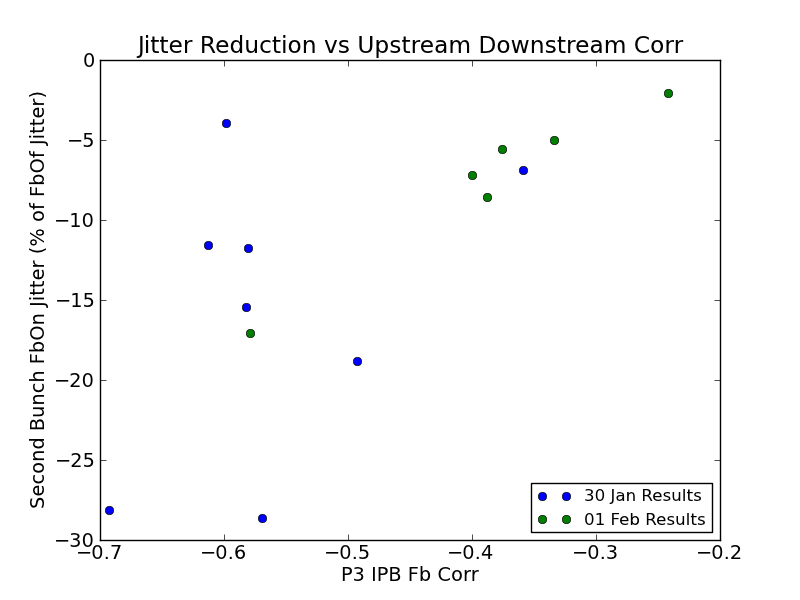 Jitter Reduction vs Upstream Downstream Corr
Second Bunch FbOn Jitter (% of FbOf Jitter)
0
−5
−10
−15
−20
−25
−30
−0.7
−0.6
−0.5
−0.4
−0.3
−0.2
P3 IPB Fb Corr
30 Jan Results
01 Feb Results